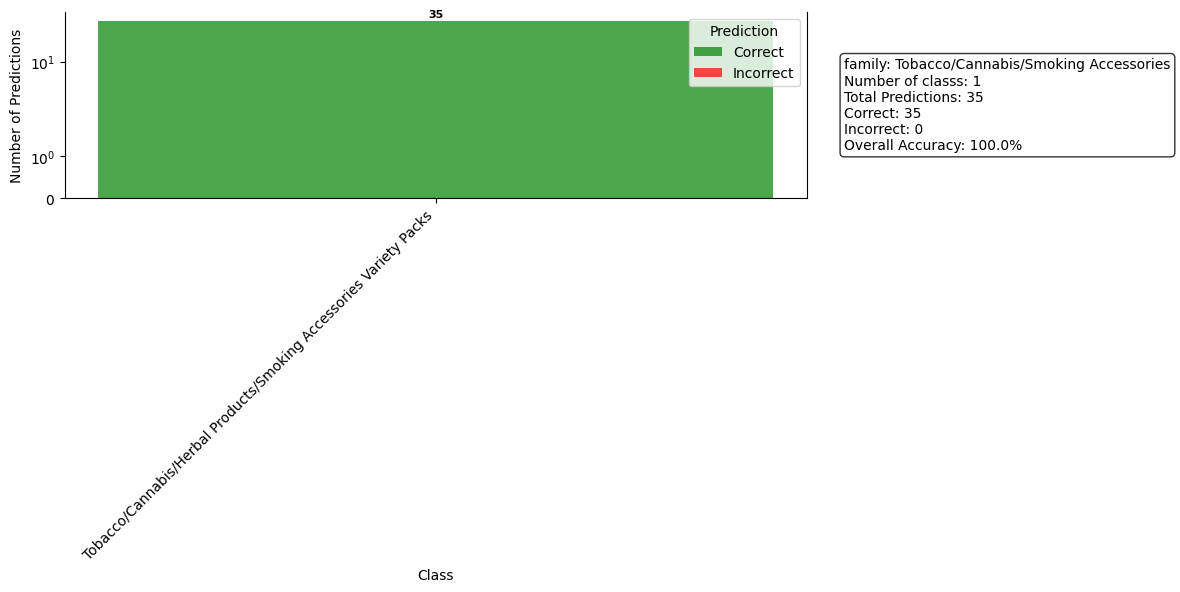 35
Number of Predictions
10¹
10⁰
0
Prediction
Correct
Incorrect
family: Tobacco/Cannabis/Smoking Accessories
Number of classs: 1
Total Predictions: 35
Correct: 35
Incorrect: 0
Overall Accuracy: 100.0%
Tobacco/Cannabis/Herbal Products/Smoking Accessories Variety Packs
Class